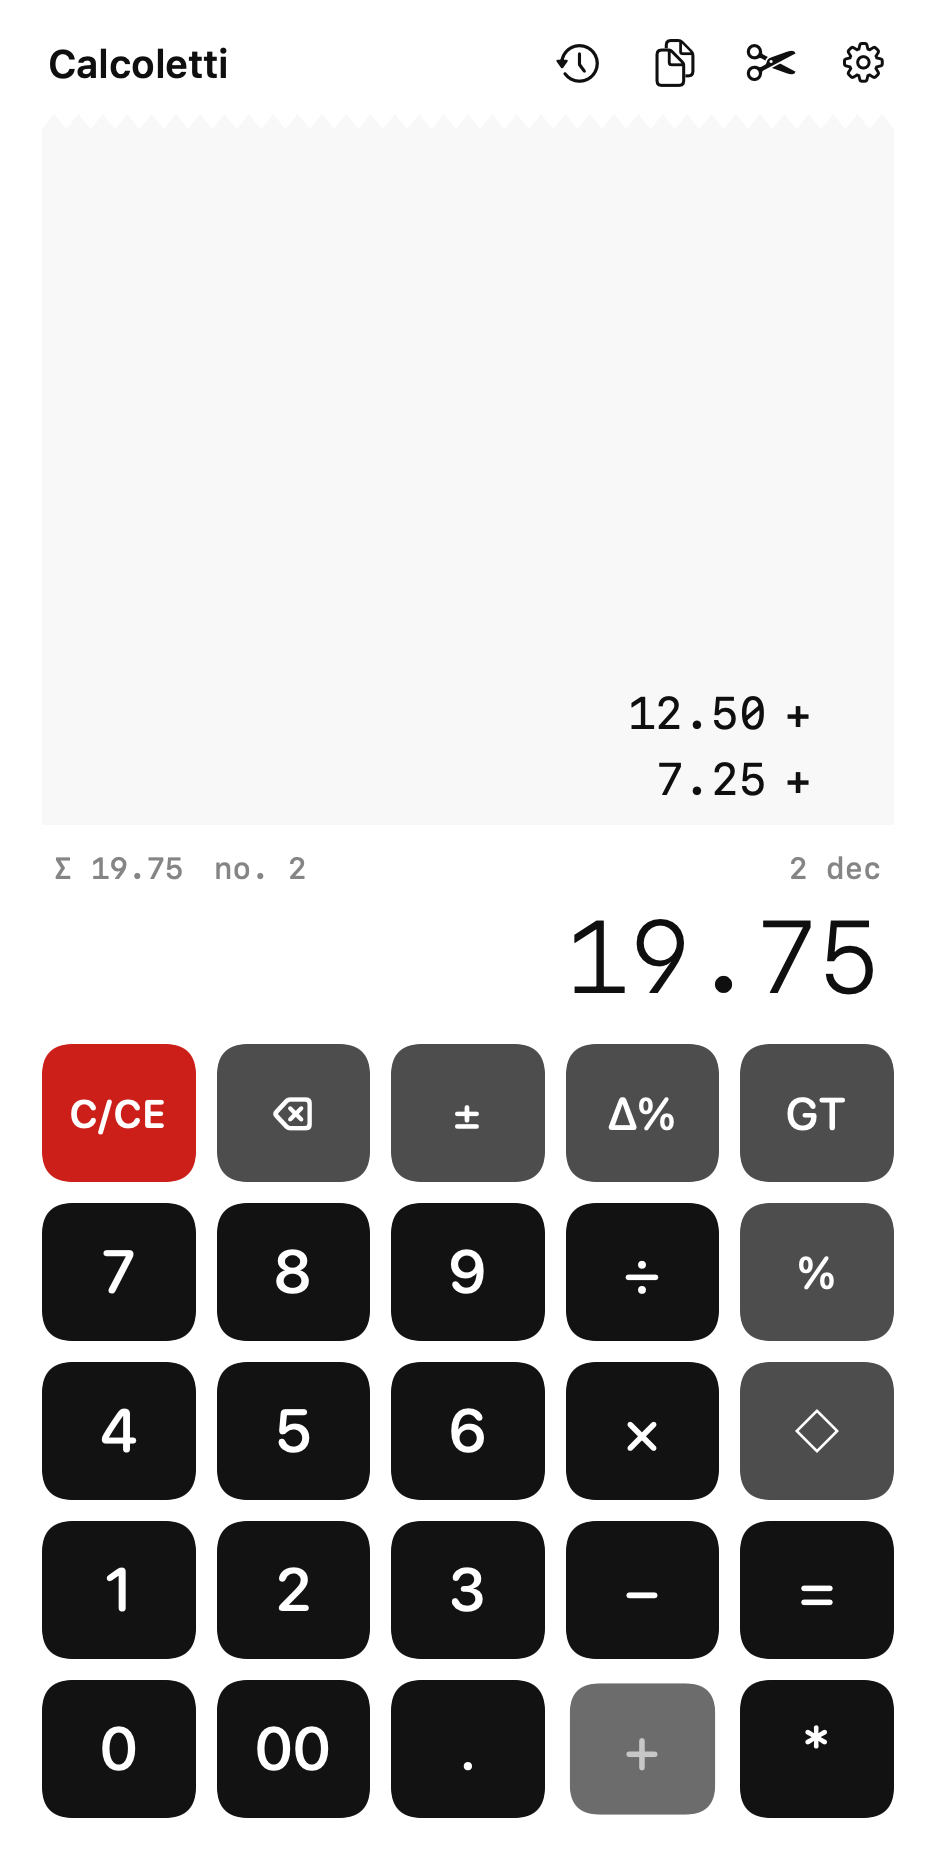 Calcoletti
12.50 +
7.25 +
Σ 19.75 no. 2 2 dec
19.75
C/CE ± Δ% GT
7 8 9 ÷ %
4 5 6 × ◇
1 2 3 − =
0 00 . + *